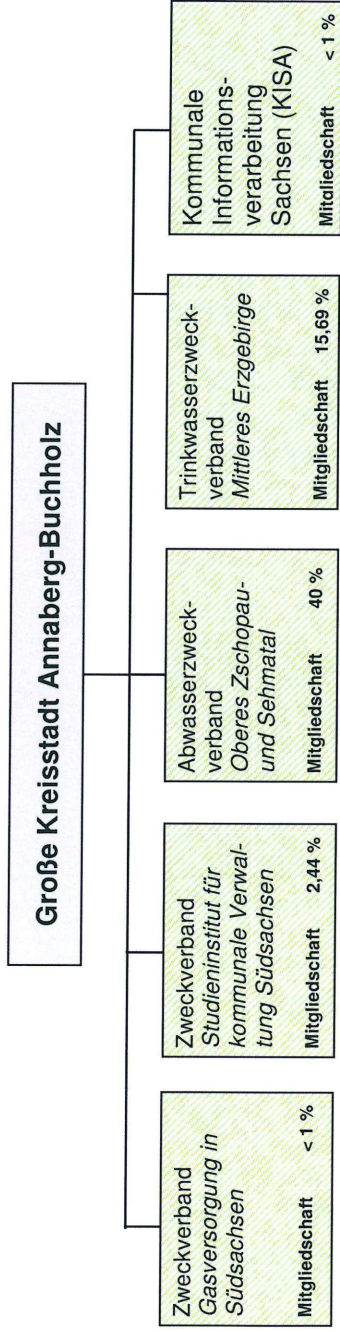 Große Kreisstadt Annaberg-Buchholz
Zweckverband
Gasversorgung in
Südsachsen
Mitgliedschaft < 1 %
Zweckverband
Studieninstitut für
kommunale Verwal-
tung Südsachsen
Mitgliedschaft 2,44 %
Abwasserzweck-
verband
Oberes Zschopau-
und Sehmatal
Mitgliedschaft 40 %
Trinkwasserzweck-
verband
Mittleres Erzgebirge
Mitgliedschaft 15,69 %
Kommunale
Informations-
verarbeitung
Sachsen (KISA)
Mitgliedschaft < 1 %